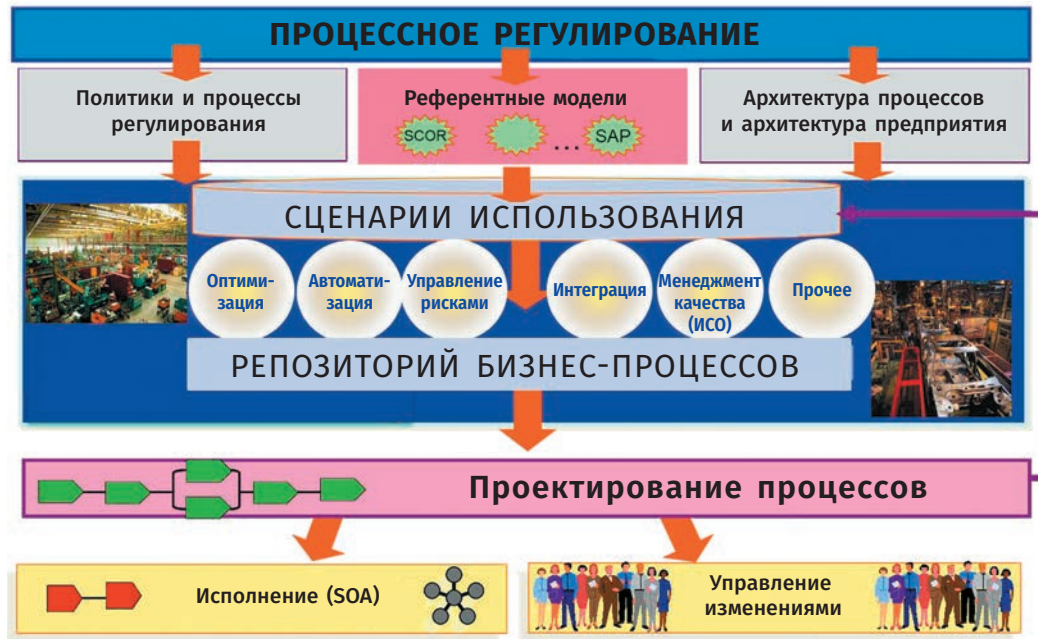 ПРОЦЕССНОЕ РЕГУЛИРОВАНИЕ
Политики и процессы
регулирования
Референтные модели
SCOR
... SAP
Архитектура процессов
и архитектура предприятия
СЦЕНАРИИ ИСПОЛЬЗОВАНИЯ
Оптими-
зация
Автомати-
зация
Управление
рисками
Интеграция
Менеджмент
качества
(ИСО)
Прочее
РЕПОЗИТОРИЙ БИЗНЕС-ПРОЦЕССОВ
Проектирование процессов
Исполнение (SOA)
Управление
изменениями